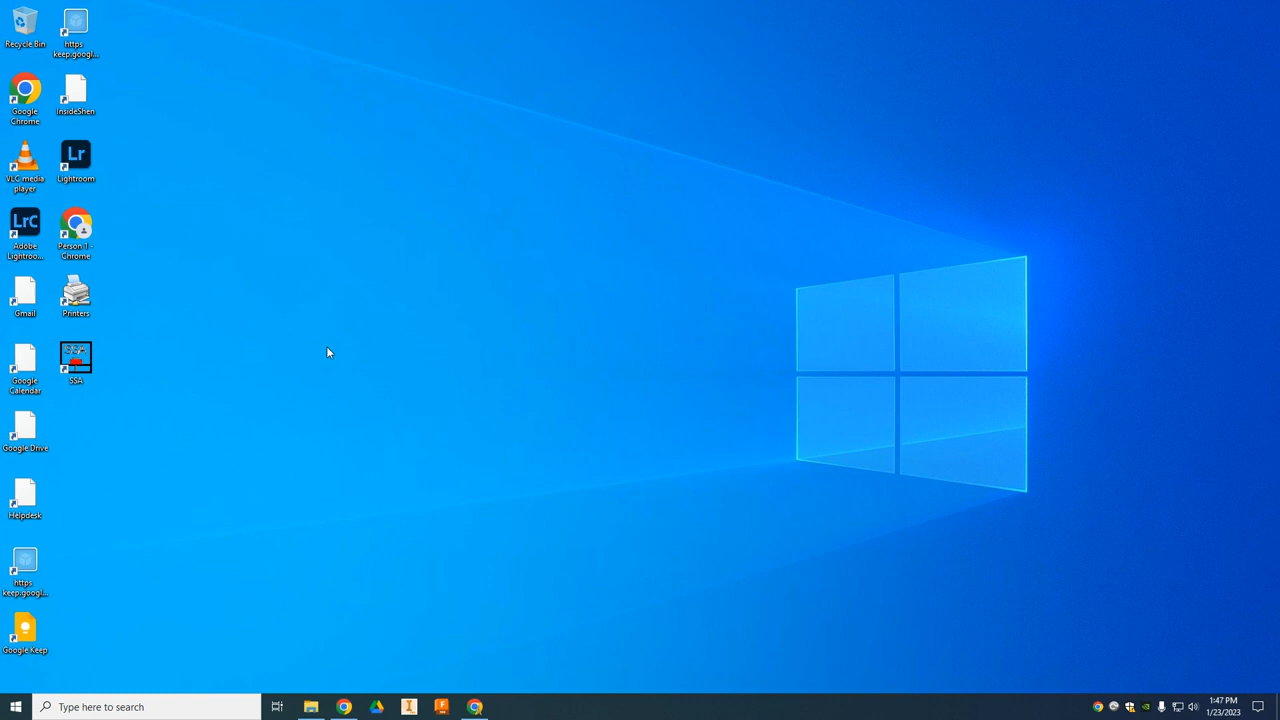 Recycle Bin
https
keep.googl...
Google
Chrome
InsideShen
VLC media
player
Lr
Lightroom
LrC
Adobe
Lightroo...
Person 1 -
Chrome
Gmail
Printers
Google
Calendar
SSA
SSA
Google Drive
Helpdesk
https
keep.googl...
Google Keep
Type here to search
I
F
1:47 PM
1/23/2023